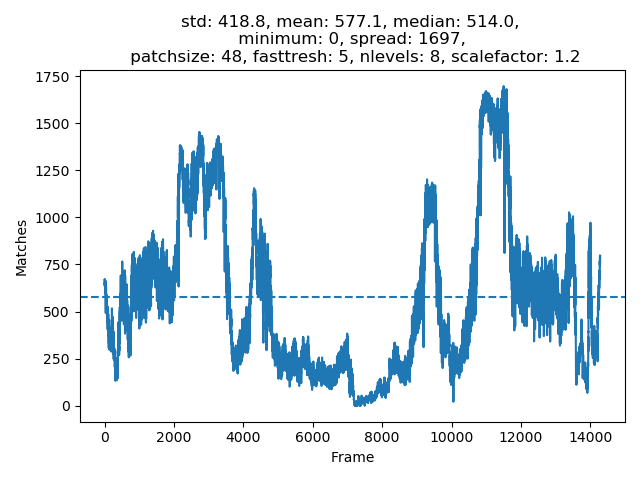 std: 418.8, mean: 577.1, median: 514.0,
minimum: 0, spread: 1697,
patchsize: 48, fasttresh: 5, nlevels: 8, scalefactor: 1.2
1750
1500
1250
1000
750
500
250
0
Matches
0 2000 4000 6000 8000 10000 12000 14000
Frame